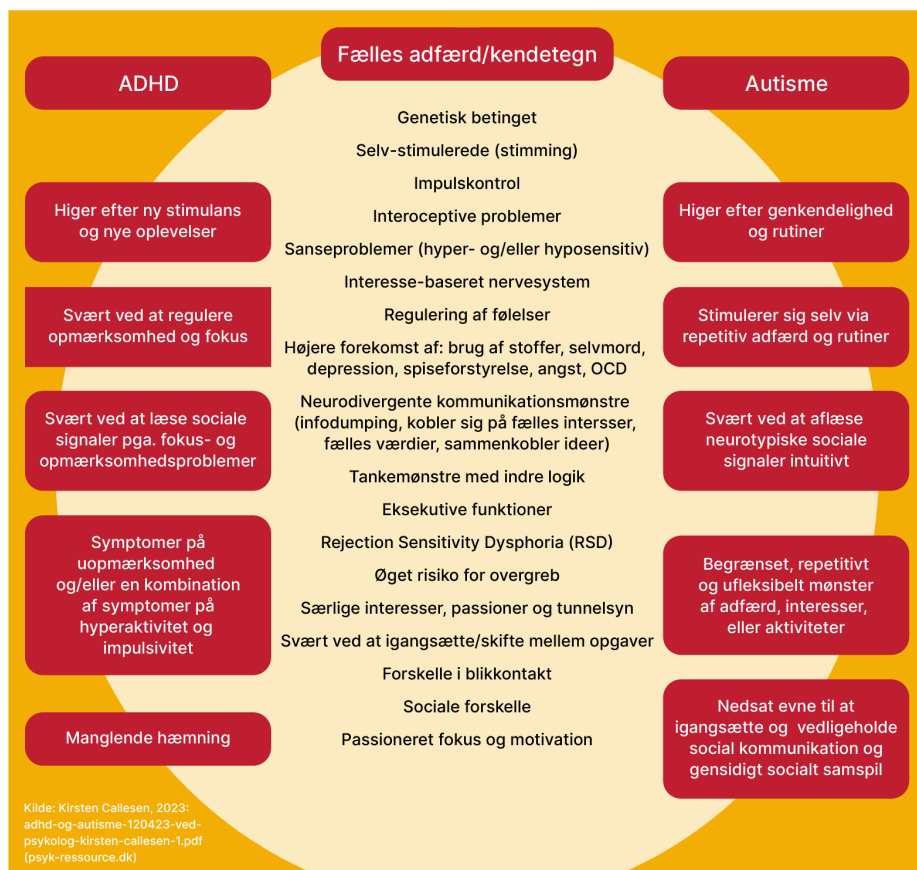 Fælles adfærd/kendetegn
ADHD
Autisme
Higer efter ny stimulans
og nye oplevelser
Svært ved at regulere
opmærksomhed og fokus
Svært ved at læse sociale
signaler pga. fokus- og
opmærksomhedsproblemer
Symptomer på
uopmærksomhed
og/eller en kombination
af symptomer på
hyperaktivitet og
impulsivitet
Manglende hæmning
Genetisk betinget
Selv-stimulerede (stimming)
Impulskontrol
Interoceptive problemer
Sanseproblemer (hyper- og/eller hyposensitiv)
Interesse-baseret nervesystem
Regulering af følelser
Højere forekomst af: brug af stoffer, selvmord,
depression, spiseforstyrelse, angst, OCD
Neurodivergente kommunikationsmønstre
(infodumping, kobler sig på fælles intersser,
fælles værdier, sammenkobler ideer)
Tankemønstre med indre logik
Eksekutive funktioner
Rejection Sensitivity Dysphoria (RSD)
Øget risiko for overgreb
Særlige interesser, passioner og tunnelsyn
Svært ved at igangsætte/skifte mellem opgaver
Forskelle i blikkontakt
Sociale forskelle
Passioneret fokus og motivation
Higer efter genkendelighed
og rutiner
Stimulerer sig selv via
repetitiv adfærd og rutiner
Svært ved at aflæse
neurotypiske sociale
signaler intuitivt
Begrænset, repetitivt
og ufleksibelt mønster
af adfærd, interesser,
eller aktiviteter
Nedsat evne til at
igangsætte og vedligeholde
social kommunikation og
gensidigt socialt samspil
Kilde: Kirsten Callesen, 2023:
adhd-og-autisme-120423-ved-
psykolog-kirsten-callesen-1.pdf
(psyk-ressource.dk)